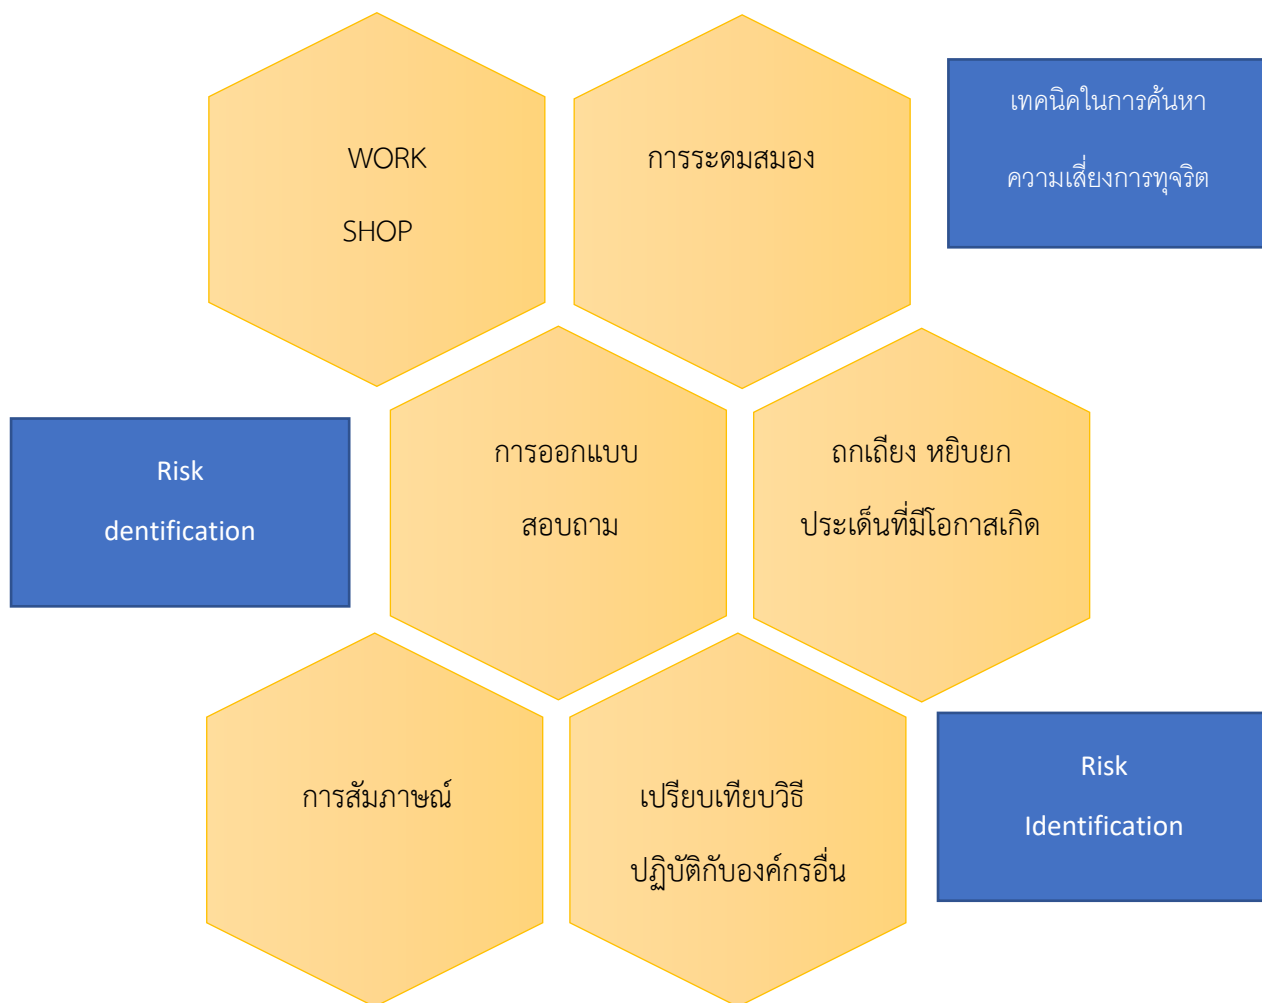 WORK
SHOP
การระดมสมอง
เทคนิคในการค้นหา
ความเสี่ยงการทุจริต
Risk
dentification
การออกแบบ
สอบถาม
ถกเถียง หยิบยก
ประเด็นที่มีโอกาสเกิด
การสัมภาษณ์
เปรียบเทียบวิธี
ปฏิบัติกับองค์กรอื่น
Risk
Identification